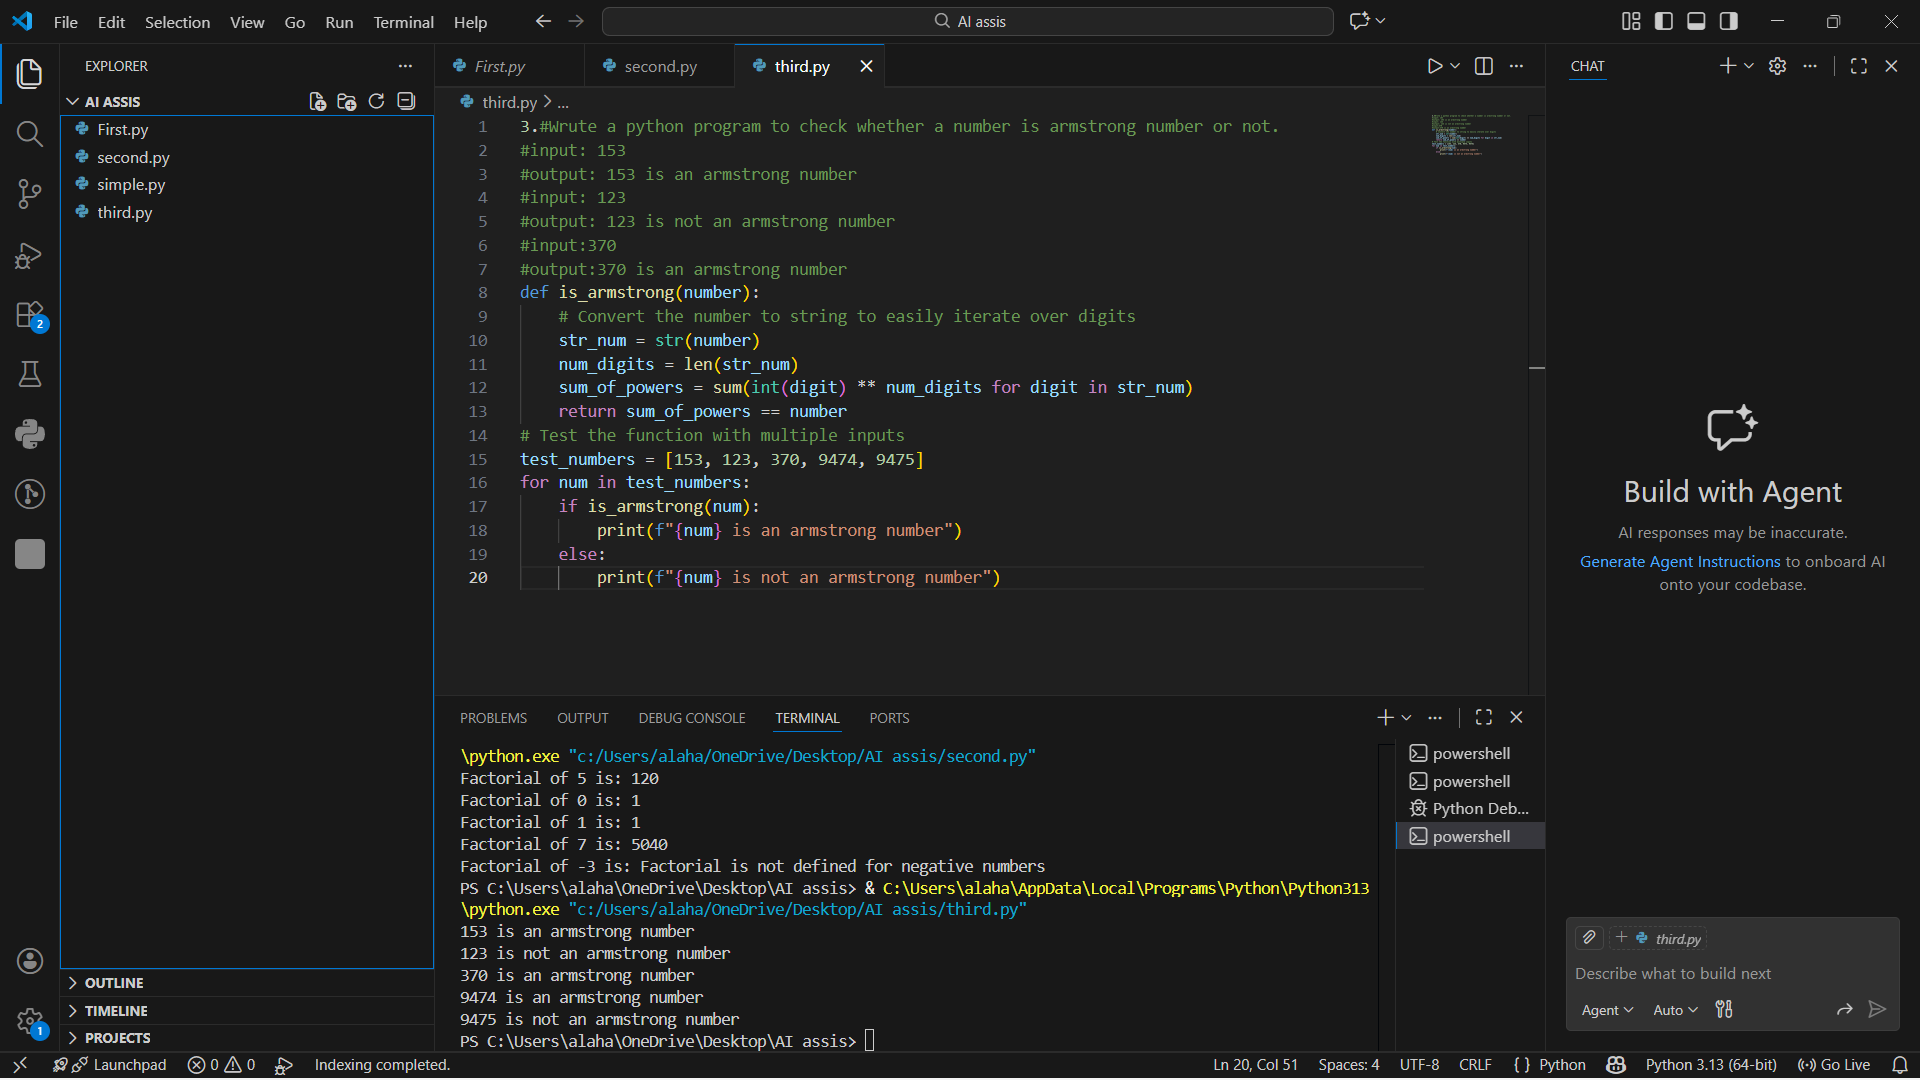 File Edit Selection View Go Run Terminal Help
AI assis
EXPLORER
AI ASSIS
First.py
second.py
simple.py
third.py
2
OUTLINE
TIMELINE
PROJECTS
1
First.py second.py third.py
third.py > ...
1 3.#Wrute a python program to check whether a number is armstrong number or not.
2 #input: 153
3 #output: 153 is an armstrong number
4 #input: 123
5 #output: 123 is not an armstrong number
6 #input:370
7 #output:370 is an armstrong number
8 def is_armstrong(number):
9     # Convert the number to string to easily iterate over digits
10     str_num = str(number)
11     num_digits = len(str_num)
12     sum_of_powers = sum(int(digit) ** num_digits for digit in str_num)
13     return sum_of_powers == number
14 # Test the function with multiple inputs
15 test_numbers = [153, 123, 370, 9474, 9475]
16 for num in test_numbers:
17     if is_armstrong(num):
18         print(f"{num} is an armstrong number")
19     else:
20         print(f"{num} is not an armstrong number")
PROBLEMS OUTPUT DEBUG CONSOLE TERMINAL PORTS
\python.exe "c:/Users/alaha/OneDrive/Desktop/AI assis/second.py"
Factorial of 5 is: 120
Factorial of 0 is: 1
Factorial of 1 is: 1
Factorial of 7 is: 5040
Factorial of -3 is: Factorial is not defined for negative numbers
PS C:\Users\alaha\OneDrive\Desktop\AI assis> & C:\Users\alaha\AppData\Local\Programs\Python\Python313
\python.exe "c:/Users/alaha/OneDrive/Desktop/AI assis/third.py"
153 is an armstrong number
123 is not an armstrong number
370 is an armstrong number
9474 is an armstrong number
9475 is not an armstrong number
PS C:\Users\alaha\OneDrive\Desktop\AI assis>
powershell
powershell
Python Deb...
powershell
CHAT
Build with Agent
AI responses may be inaccurate.
Generate Agent Instructions to onboard AI
onto your codebase.
third.py
Describe what to build next
Agent Auto
Launchpad 0 0 Indexing completed. Ln 20, Col 51 Spaces: 4 UTF-8 CRLF { } Python Python 3.13 (64-bit) Go Live